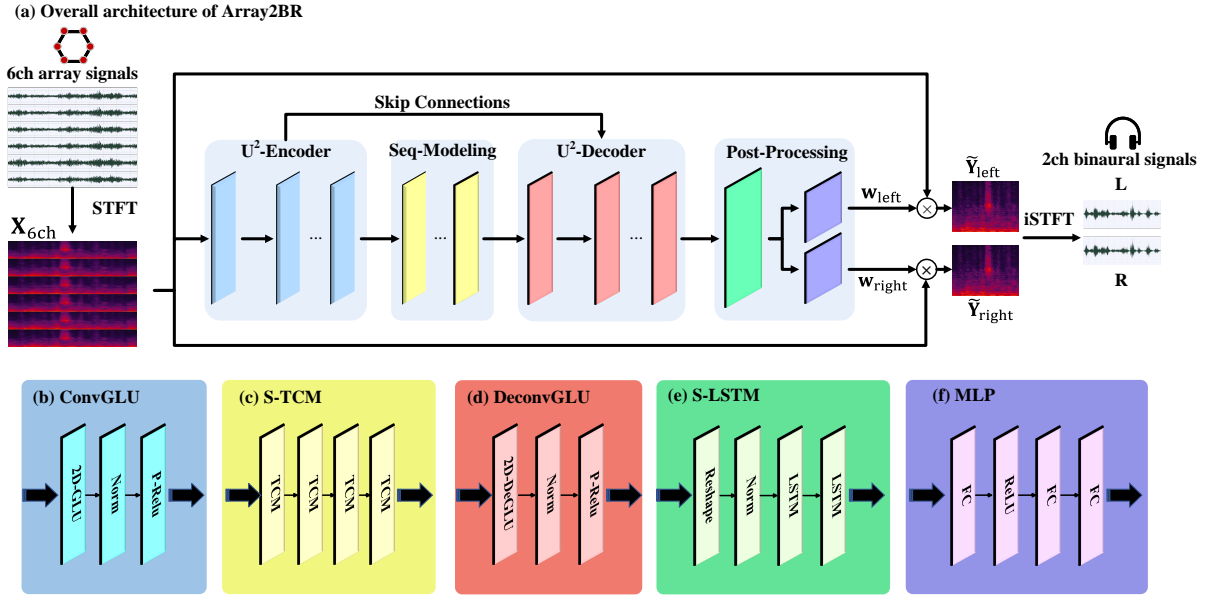 (a) Overall architecture of Array2BR
6ch array signals
STFT
X6ch
Skip Connections
U²-Encoder
Seq-Modeling
U²-Decoder
Post-Processing
...
...
...
wleft
wright
×
×
Ỹleft
Ỹright
iSTFT
2ch binaural signals
L
R
(b) ConvGLU
2D-GLU
Norm
P-Relu
(c) S-TCM
TCM
TCM
TCM
TCM
(d) DeconvGLU
2D-DeGLU
Norm
P-Relu
(e) S-LSTM
Reshape
Norm
LSTM
LSTM
(f) MLP
FC
ReLU
FC
FC